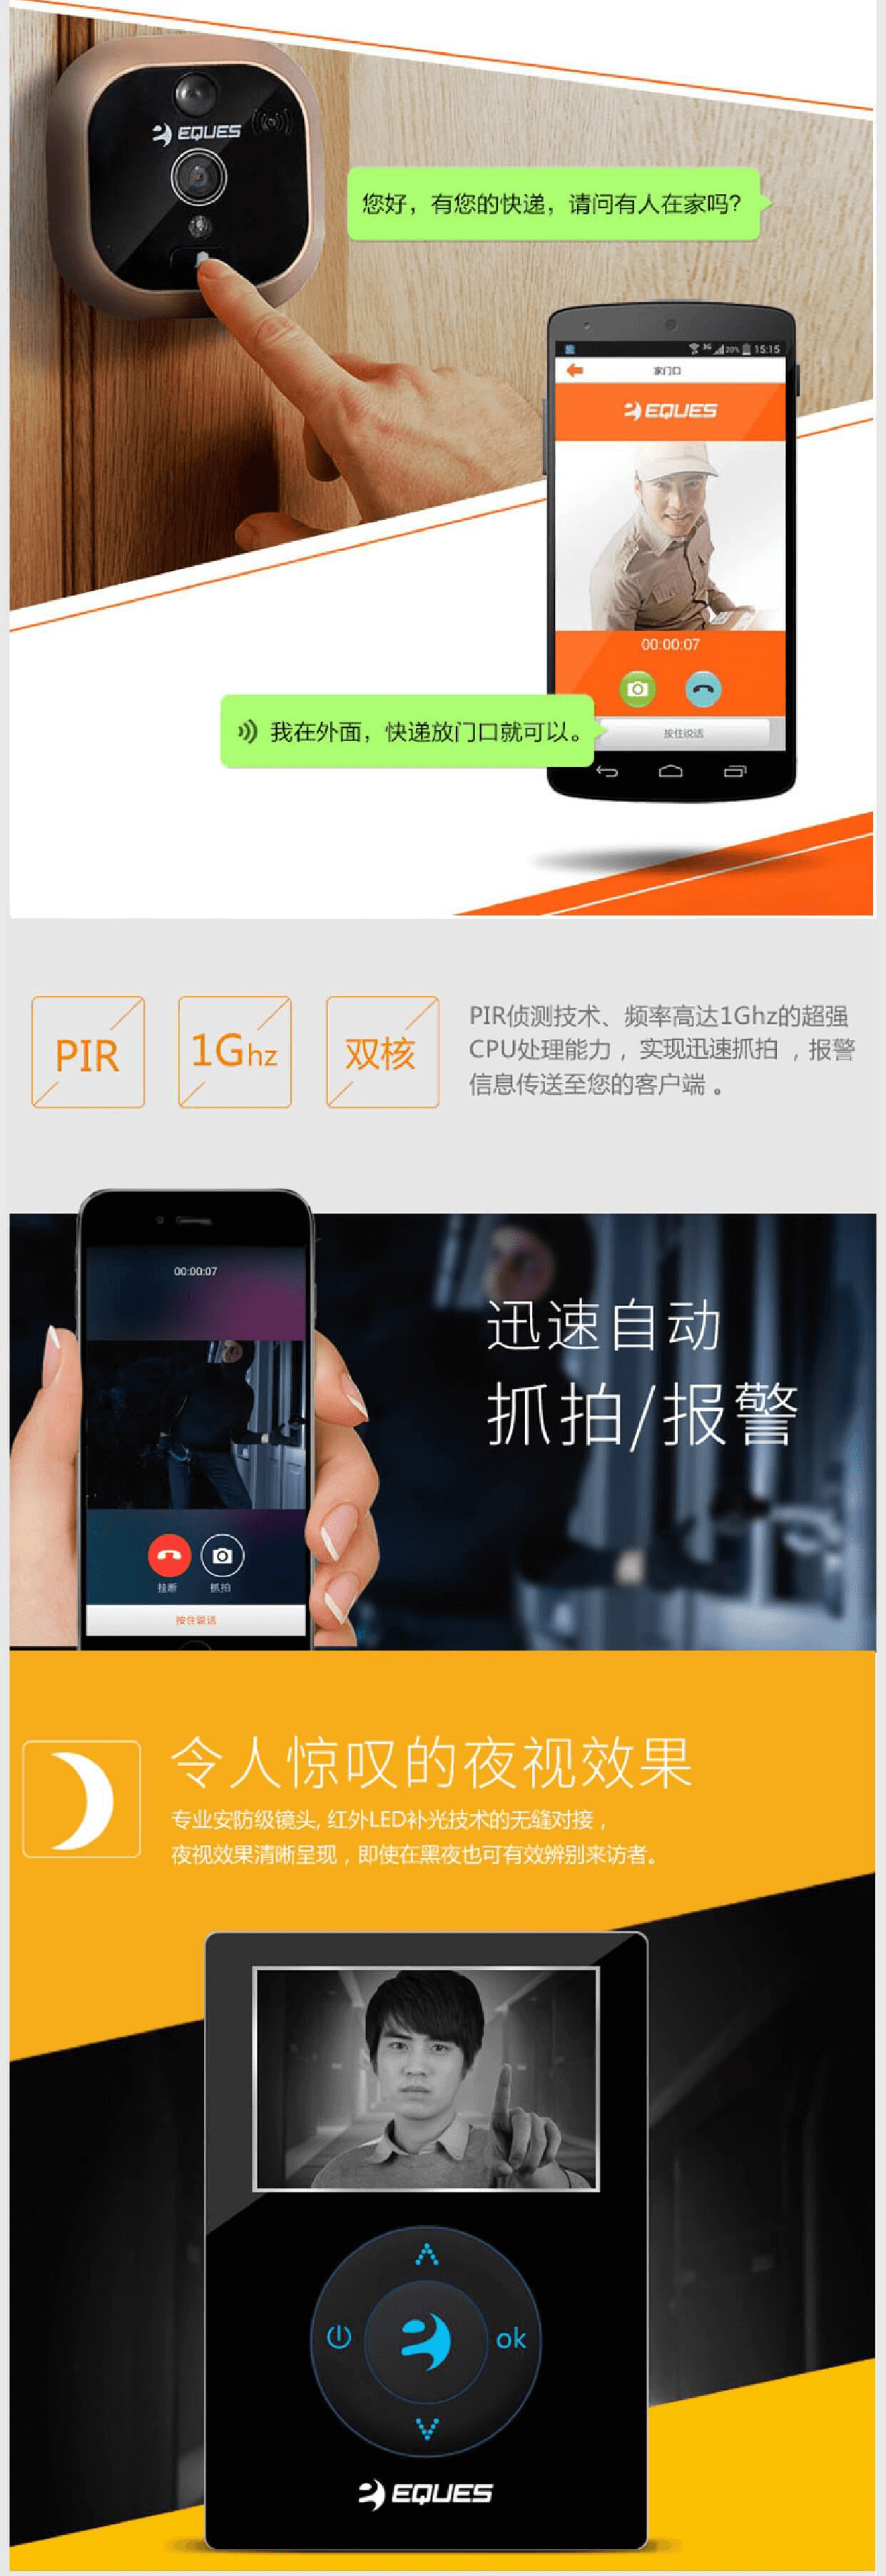 EQUES
您好，有您的快递，请问有人在家吗?
3G 20% 15:15
家门口
EQUES
00:00:07
我在外面，快递放门口就可以。
按住说话
PIR
1Ghz
双核
PIR侦测技术、频率高达1Ghz的超强
CPU处理能力，实现迅速抓拍 ，报警
信息传送至您的客户端 。
00:00:07
迅速自动
抓拍/报警
挂断 抓拍
按住说话
令人惊叹的夜视效果
专业安防级镜头, 红外LED补光技术的无缝对接，
夜视效果清晰呈现，即使在黑夜也可有效辨别来访者。
ok
EQUES